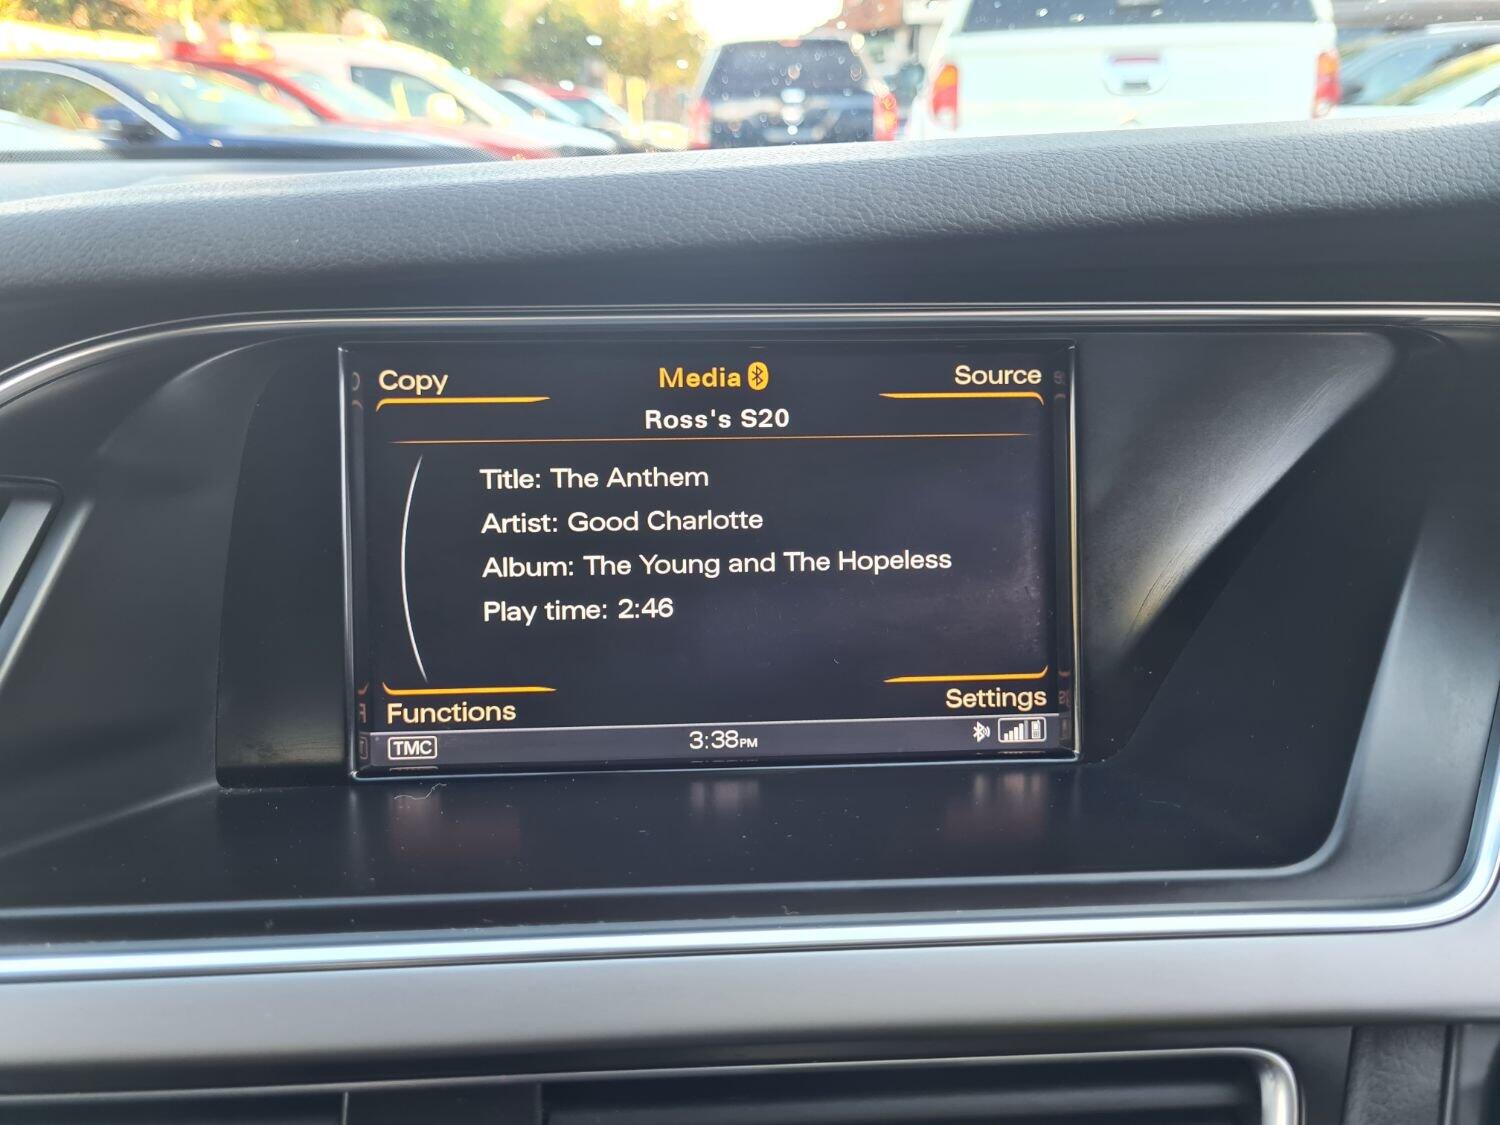 Copy
Media
Source
Ross's S20
Title: The Anthem
Artist: Good Charlotte
Album: The Young and The Hopeless
Play time: 2:46
Functions
Settings
TMC
3:38PM